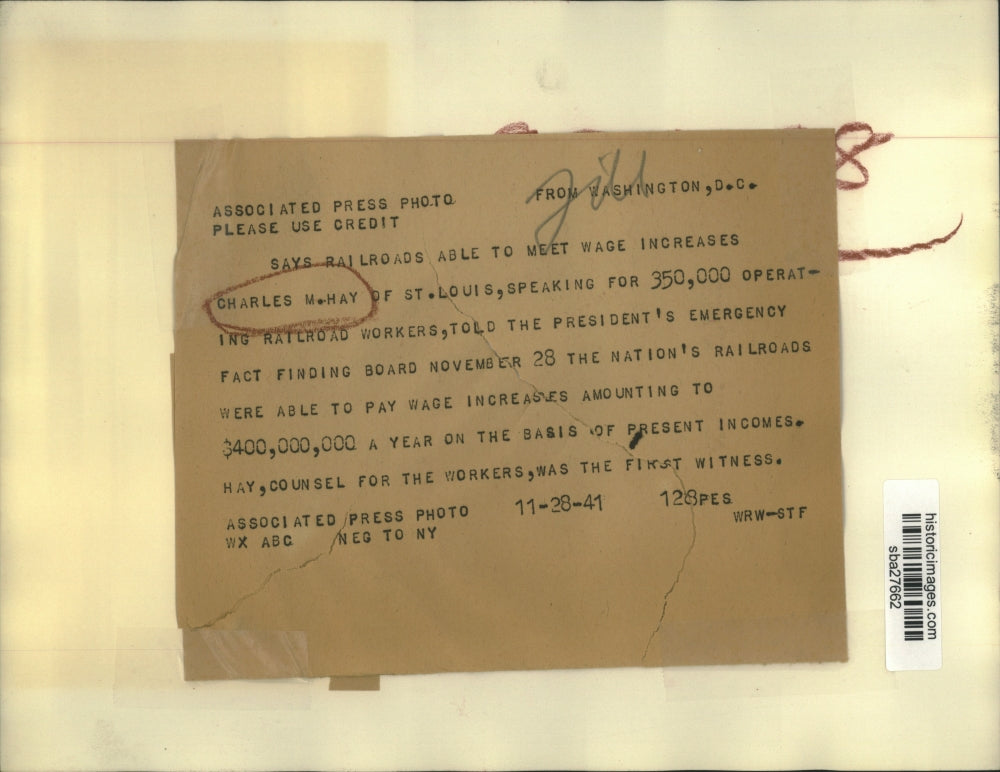 ASSOCIATED PRESS PHOTO
PLEASE USE CREDIT
FROM WASHINGTON,D.C.
SAYS RAILROADS ABLE TO MEET WAGE INCREASES
CHARLES M.HAY OF ST.LOUIS,SPEAKING FOR 350,000 OPERAT-
ING RAILROAD WORKERS,TOLD THE PRESIDENT'S EMERGENCY
FACT FINDING BOARD NOVEMBER 28 THE NATION'S RAILROADS
WERE ABLE TO PAY WAGE INCREASES AMOUNTING TO
$400,000,000 A YEAR ON THE BASIS OF PRESENT INCOMES.
HAY,COUNSEL FOR THE WORKERS,WAS THE FIRST WITNESS.
ASSOCIATED PRESS PHOTO 11-28-41 128PES
WX ABC NEG TO NY WRW-STF
8
historicimages.com
sba27662